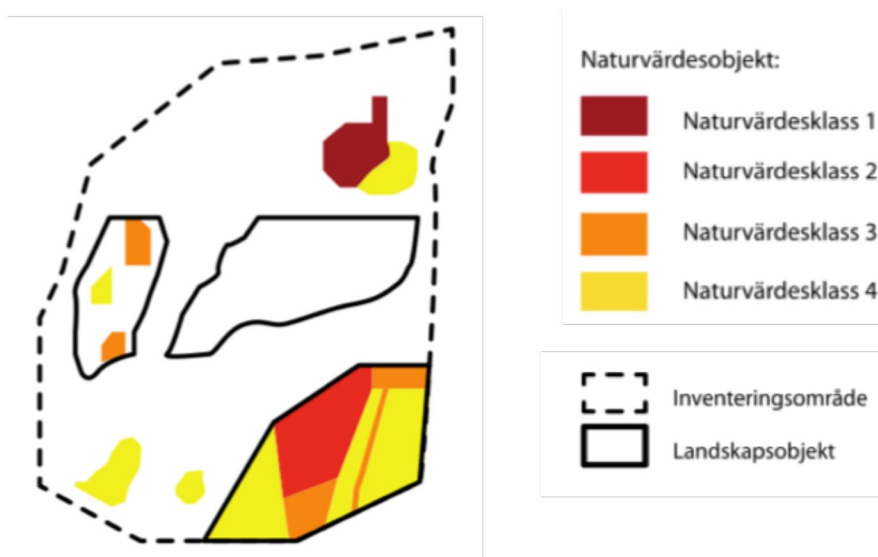 Naturvärdesobjekt:
Naturvärdesklass 1
Naturvärdesklass 2
Naturvärdesklass 3
Naturvärdesklass 4
Inventeringsområde
Landskapsobjekt